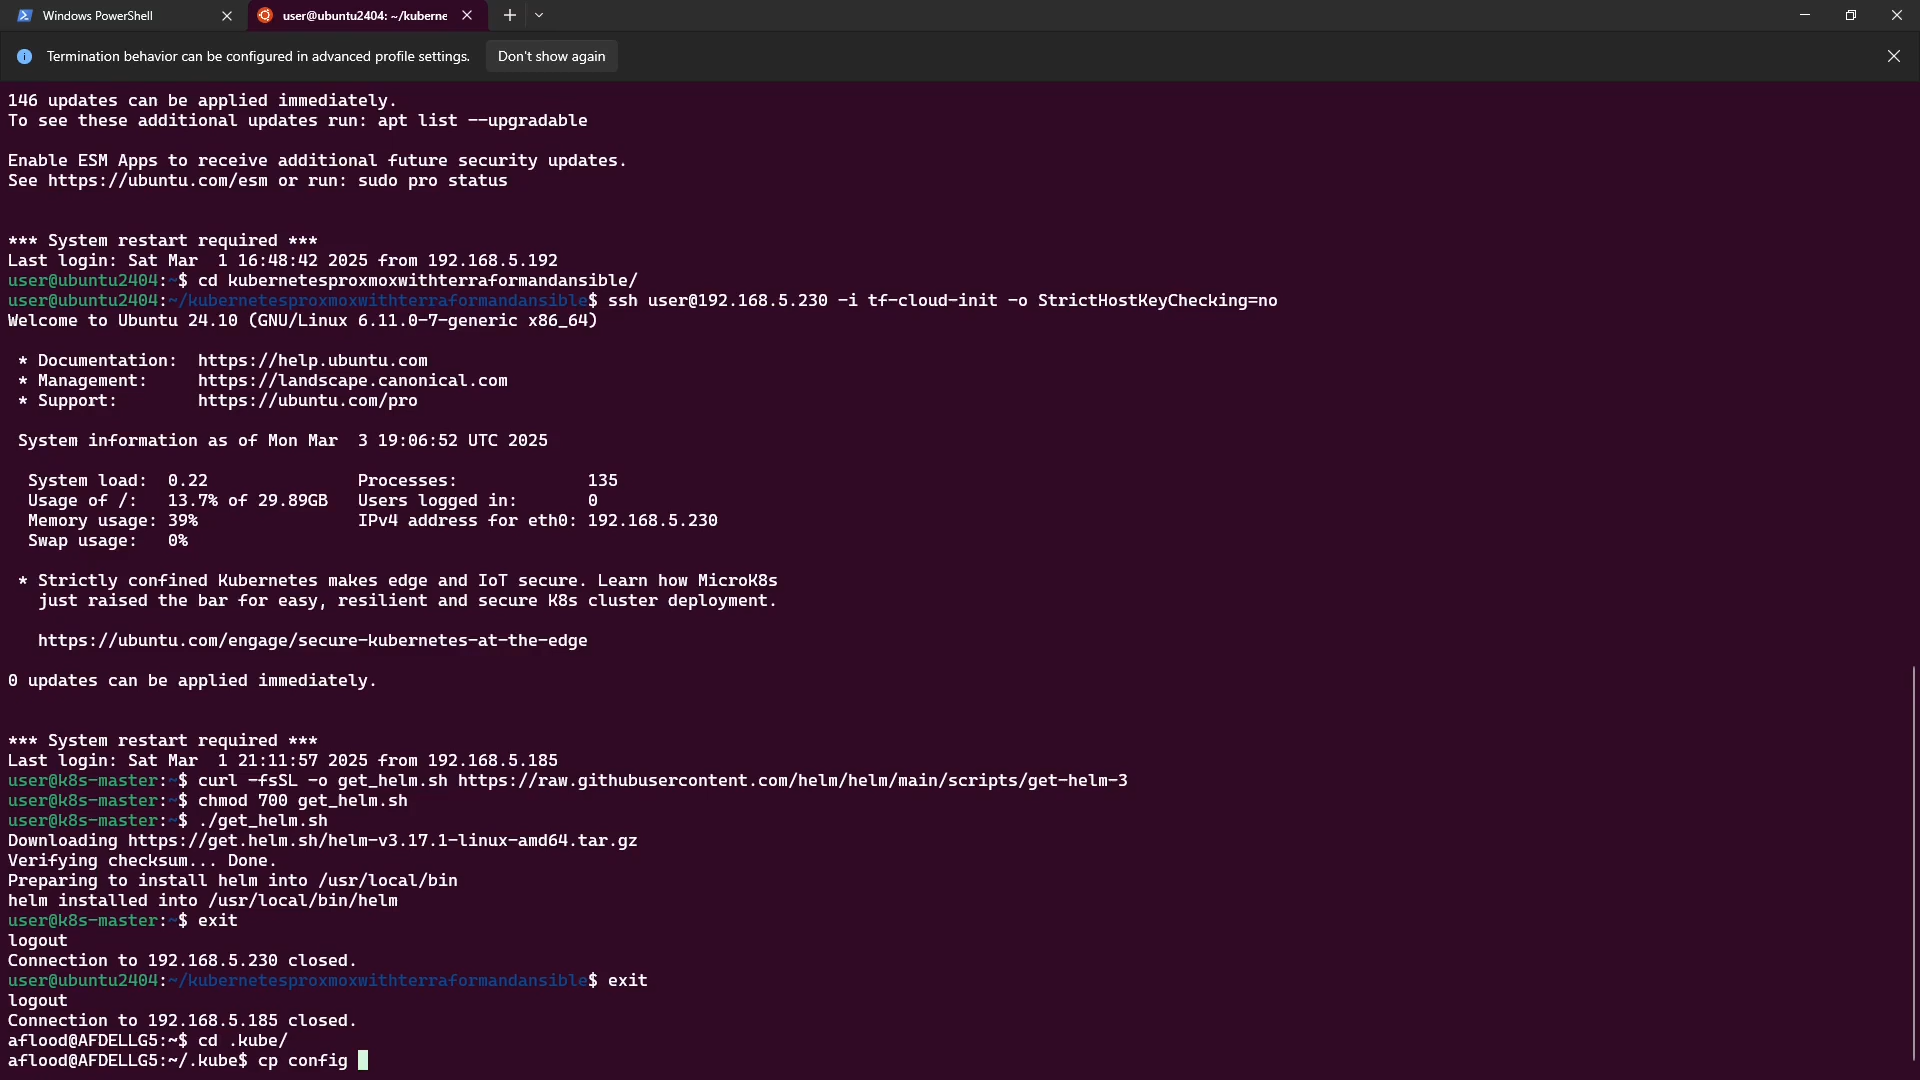 Windows PowerShell
user@ubuntu2404: ~/kuberne
Termination behavior can be configured in advanced profile settings. Don't show again
146 updates can be applied immediately.
To see these additional updates run: apt list --upgradable
Enable ESM Apps to receive additional future security updates.
See https://ubuntu.com/esm or run: sudo pro status
*** System restart required ***
Last login: Sat Mar  1 16:48:42 2025 from 192.168.5.192
user@ubuntu2404:~$ cd kubernetesproxmoxwithterraformandansible/
user@ubuntu2404:~/kubernetesproxmoxwithterraformandansible$ ssh user@192.168.5.230 -i tf-cloud-init -o StrictHostKeyChecking=no
Welcome to Ubuntu 24.10 (GNU/Linux 6.11.0-7-generic x86_64)
* Documentation:  https://help.ubuntu.com
* Management:     https://landscape.canonical.com
* Support:        https://ubuntu.com/pro
System information as of Mon Mar  3 19:06:52 UTC 2025
System load:  0.22               Processes:             135
Usage of /:   13.7% of 29.89GB   Users logged in:       0
Memory usage: 39%                IPv4 address for eth0: 192.168.5.230
Swap usage:   0%
* Strictly confined Kubernetes makes edge and IoT secure. Learn how MicroK8s
just raised the bar for easy, resilient and secure K8s cluster deployment.
https://ubuntu.com/engage/secure-kubernetes-at-the-edge
0 updates can be applied immediately.
*** System restart required ***
Last login: Sat Mar  1 21:11:57 2025 from 192.168.5.185
user@k8s-master:~$ curl -fsSL -o get_helm.sh https://raw.githubusercontent.com/helm/helm/main/scripts/get-helm-3
user@k8s-master:~$ chmod 700 get_helm.sh
user@k8s-master:~$ ./get_helm.sh
Downloading https://get.helm.sh/helm-v3.17.1-linux-amd64.tar.gz
Verifying checksum... Done.
Preparing to install helm into /usr/local/bin
helm installed into /usr/local/bin/helm
user@k8s-master:~$ exit
logout
Connection to 192.168.5.230 closed.
user@ubuntu2404:~/kubernetesproxmoxwithterraformandansible$ exit
logout
Connection to 192.168.5.185 closed.
aflood@AFDELLG5:~$ cd .kube/
aflood@AFDELLG5:~/.kube$ cp config